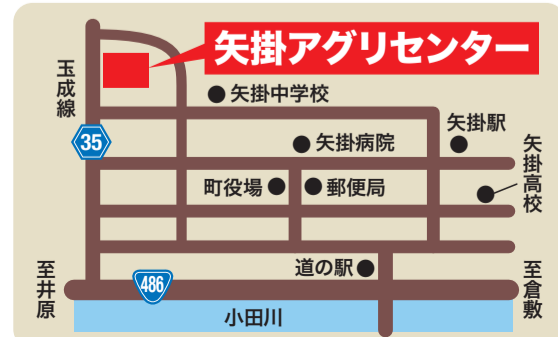 矢掛アグリセンター
玉成線
35
矢掛中学校
矢掛病院
矢掛駅
矢掛高校
町役場
郵便局
道の駅
至井原
486
至倉敷
小田川